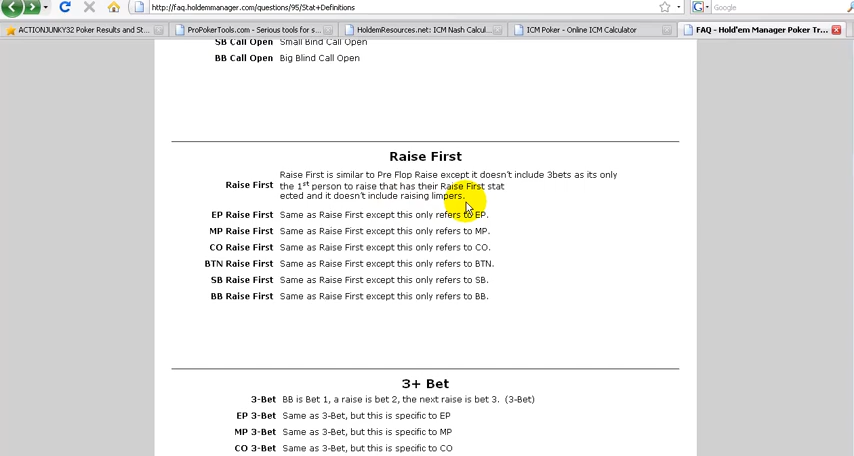 http://faq.holdemmanager.com/questions/95/Stat+Definitions
Google
ACTIONJUNKY32 Poker Results and St...
ProPokerTools.com - Serious tools for s...
HoldemResources.net: ICM Nash Calcul...
ICM Poker - Online ICM Calculator
FAQ - Hold'em Manager Poker Tr...
SB Call Open Small Bind Call Open
BB Call Open Big Blind Call Open
Raise First
Raise First is similar to Pre Flop Raise except it doesn't include 3bets as its only
Raise First the 1st person to raise that has their Raise First stat
ected and it doesn't include raising limpers.
EP Raise First Same as Raise First except this only refers to EP.
MP Raise First Same as Raise First except this only refers to MP.
CO Raise First Same as Raise First except this only refers to CO.
BTN Raise First Same as Raise First except this only refers to BTN.
SB Raise First Same as Raise First except this only refers to SB.
BB Raise First Same as Raise First except this only refers to BB.
3+ Bet
3-Bet BB is Bet 1, a raise is bet 2, the next raise is bet 3. (3-Bet)
EP 3-Bet Same as 3-Bet, but this is specific to EP
MP 3-Bet Same as 3-Bet, but this is specific to MP
CO 3-Bet Same as 3-Bet, but this is specific to CO